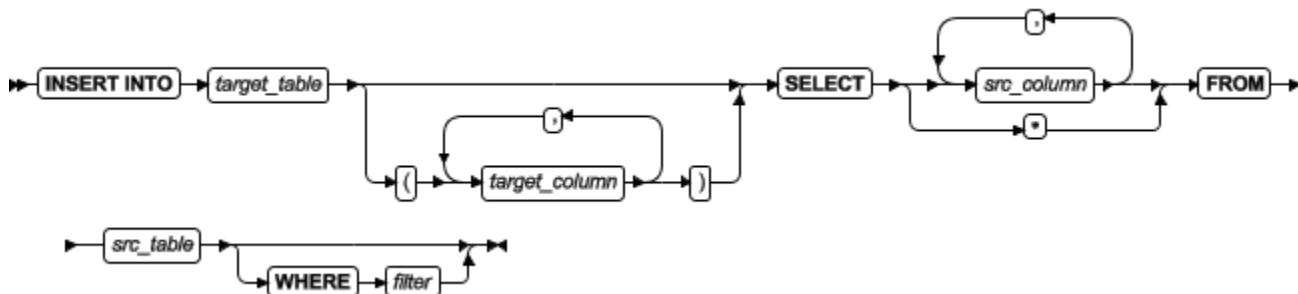 ,
INSERT INTO target_table SELECT src_column FROM
, *
( target_column )
src_table
WHERE filter